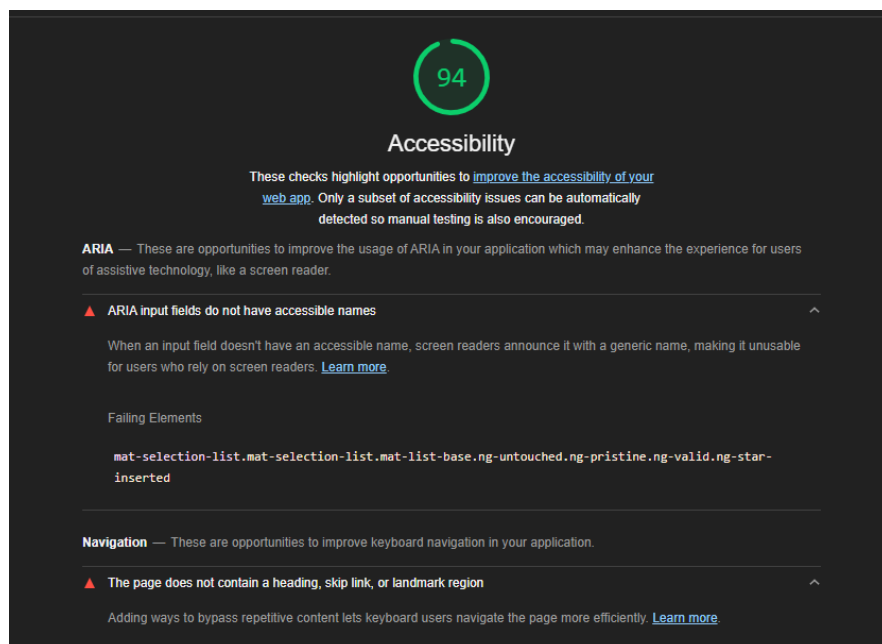 94
Accessibility
These checks highlight opportunities to improve the accessibility of your
web app. Only a subset of accessibility issues can be automatically
detected so manual testing is also encouraged.
ARIA — These are opportunities to improve the usage of ARIA in your application which may enhance the experience for users
of assistive technology, like a screen reader.
ARIA input fields do not have accessible names
When an input field doesn't have an accessible name, screen readers announce it with a generic name, making it unusable
for users who rely on screen readers. Learn more.
Failing Elements
mat-selection-list.mat-selection-list.mat-list-base.ng-untouched.ng-pristine.ng-valid.ng-star-
inserted
Navigation — These are opportunities to improve keyboard navigation in your application.
The page does not contain a heading, skip link, or landmark region
Adding ways to bypass repetitive content lets keyboard users navigate the page more efficiently. Learn more.